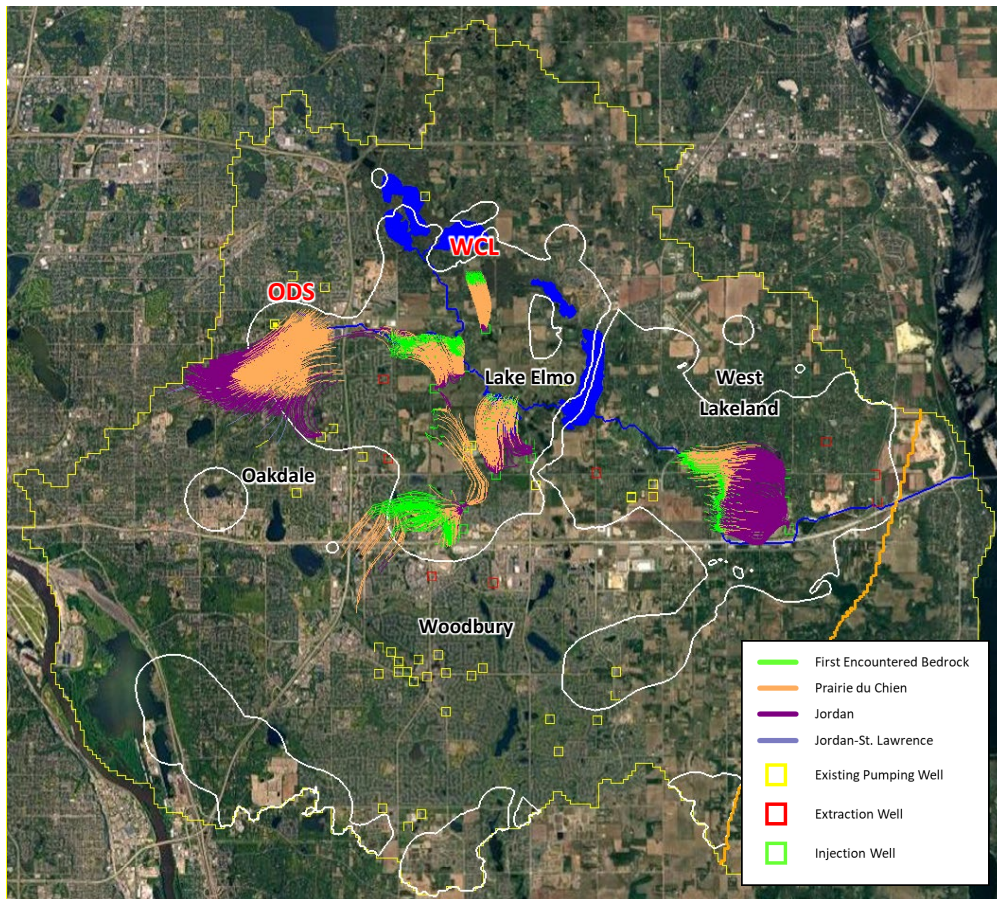 WCL
ODS
Lake Elmo
West
Lakeland
Oakdale
Woodbury
First Encountered Bedrock
Prairie du Chien
Jordan
Jordan-St. Lawrence
Existing Pumping Well
Extraction Well
Injection Well